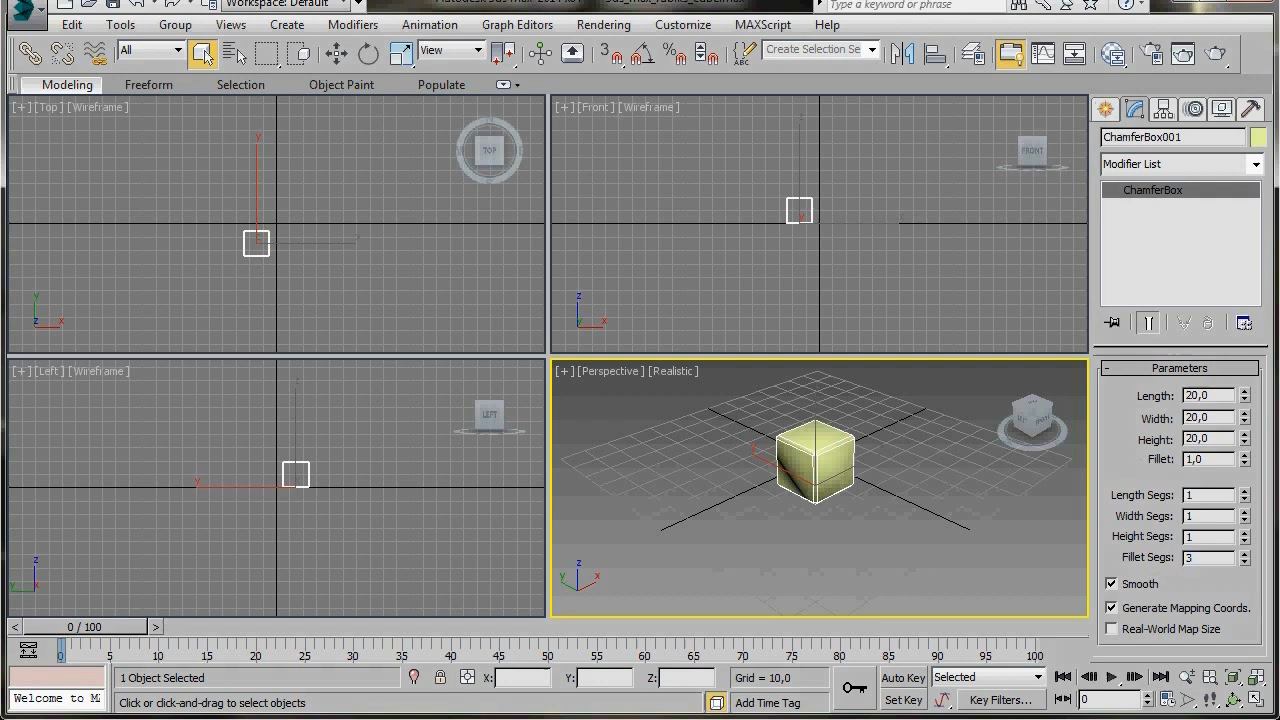 Workspace: Default
Type a keyword or phrase
Edit Tools Group Views Create Modifiers Animation Graph Editors Rendering Customize MAXScript Help
All
View
3
%
ABC
Create Selection Se
Modeling Freeform Selection Object Paint Populate
[+][Top][Wireframe]
TOP
y
y
z x
[+][Front][Wireframe]
FRONT
z
x
[+][Left][Wireframe]
LEFT
y
z
y
[+][Perspective][Realistic]
z
y x
ChamferBox001
Modifier List
ChamferBox
- Parameters
Length: 20,0
Width: 20,0
Height: 20,0
Fillet: 1,0
Length Segs: 1
Width Segs: 1
Height Segs: 1
Fillet Segs: 3
Smooth
Generate Mapping Coords.
Real-World Map Size
< 0 / 100 >
0 5 10 15 20 25 30 35 40 45 50 55 60 65 70 75 80 85 90 95 100
1 Object Selected
X: Y: Z:
Grid = 10,0
Auto Key
Selected
Welcome to M
Click or click-and-drag to select objects
Add Time Tag
Set Key
Key Filters...
0